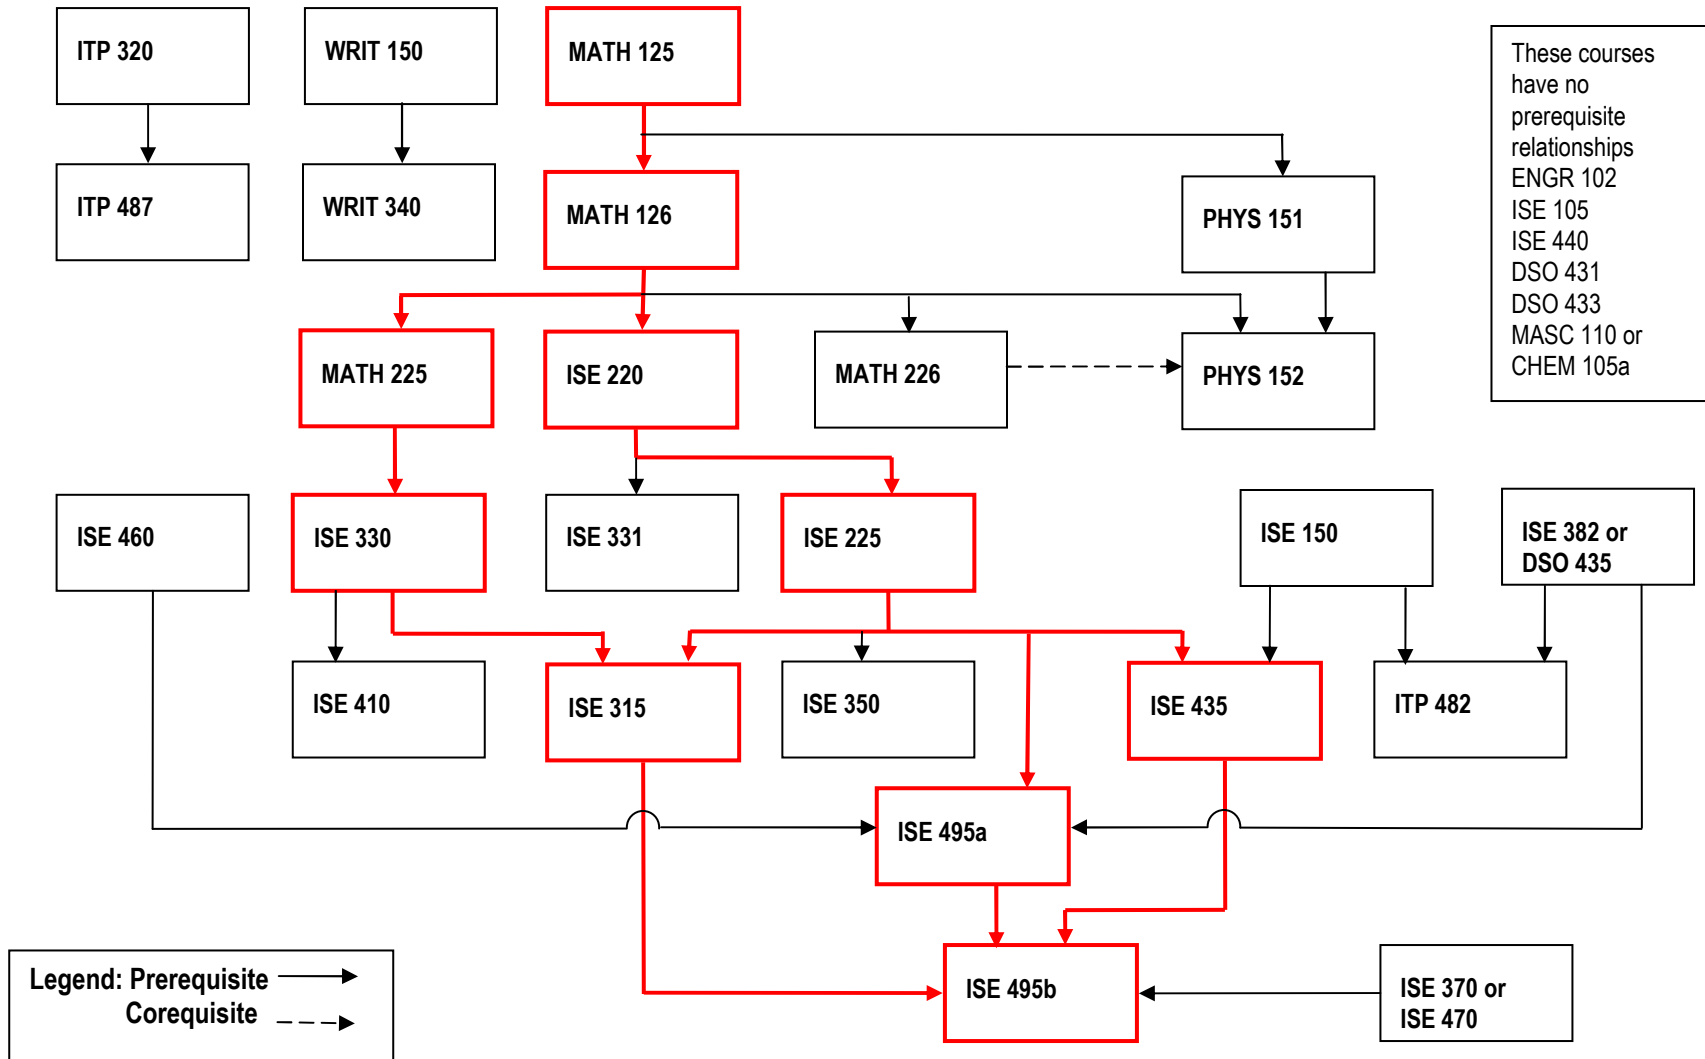 ITP 320
WRIT 150
MATH 125
These courses
have no
prerequisite
relationships
ENGR 102
ISE 105
ISE 440
DSO 431
DSO 433
MASC 110 or
CHEM 105a
ITP 487
WRIT 340
MATH 126
PHYS 151
MATH 225
ISE 220
MATH 226
PHYS 152
ISE 460
ISE 330
ISE 331
ISE 225
ISE 150
ISE 382 or
DSO 435
ISE 410
ISE 315
ISE 350
ISE 435
ITP 482
ISE 495a
Legend: Prerequisite
Corequisite
ISE 495b
ISE 370 or
ISE 470